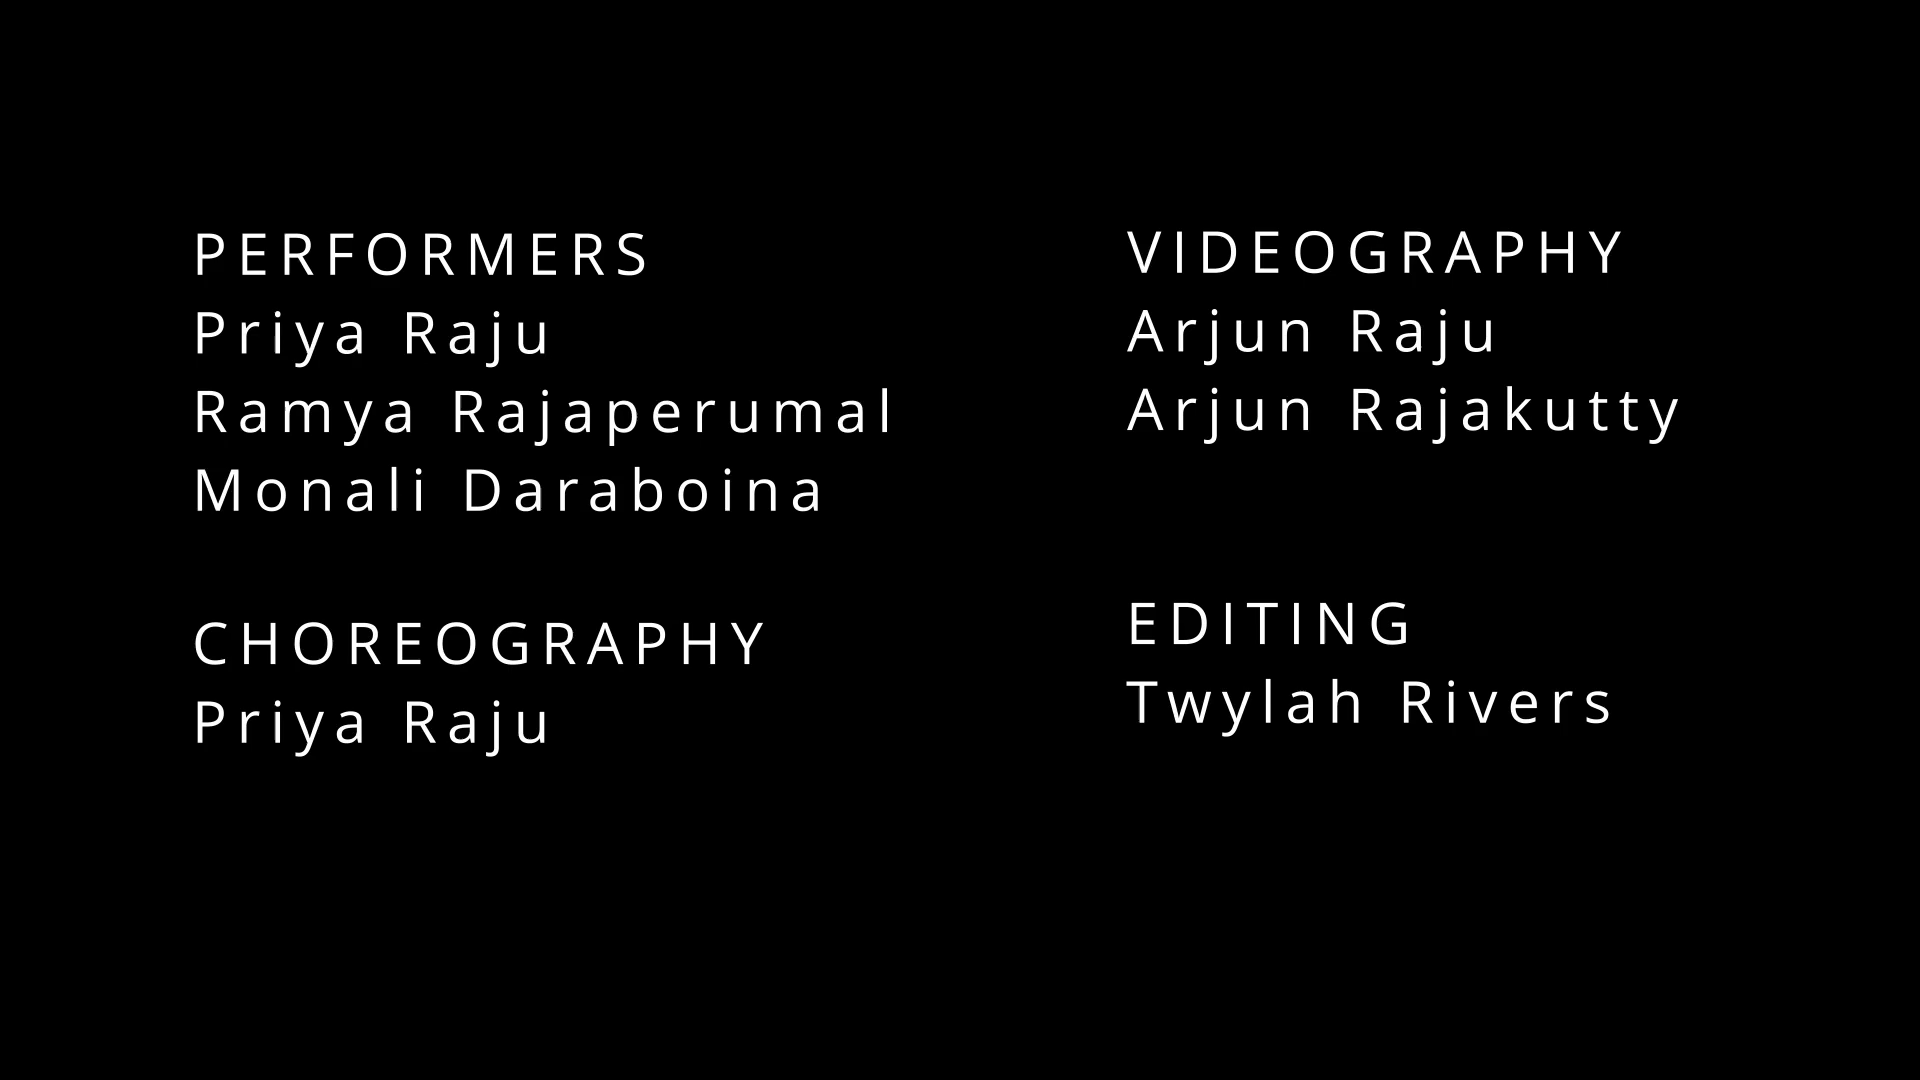 PERFORMERS
Priya Raju
Ramya Rajaperumal
Monali Daraboina
CHOREOGRAPHY
Priya Raju
VIDEOGRAPHY
Arjun Raju
Arjun Rajakutty
EDITING
Twylah Rivers